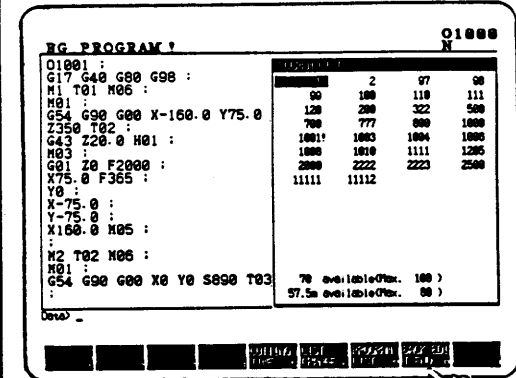 BG PROGRAM !
O1000
N
O1001 ;
G17 G40 G80 G98 ;
N1 T01 M06 ;
M01 ;
G54 G90 G00 X-160.0 Y75.0
Z350 T02 ;
G43 Z20.0 H01 ;
M03 ;
G01 Z0 F2000 ;
X75.0 F365 ;
Y0 ;
X-75.0 ;
Y-75.0 ;
X160.0 M05 ;
;
N2 T02 M06 ;
M01 ;
G54 G90 G00 X0 Y0 S890 T03
;
2 97 98
99 100 110 111
120 200 322 500
700 777 800 1000
1001! 1003 1004
1010 1111 1205
2000 2222 2223 2500
11111 11112
70 available(Max. 100 )
57.5m available(Max. 80 )
Data> _